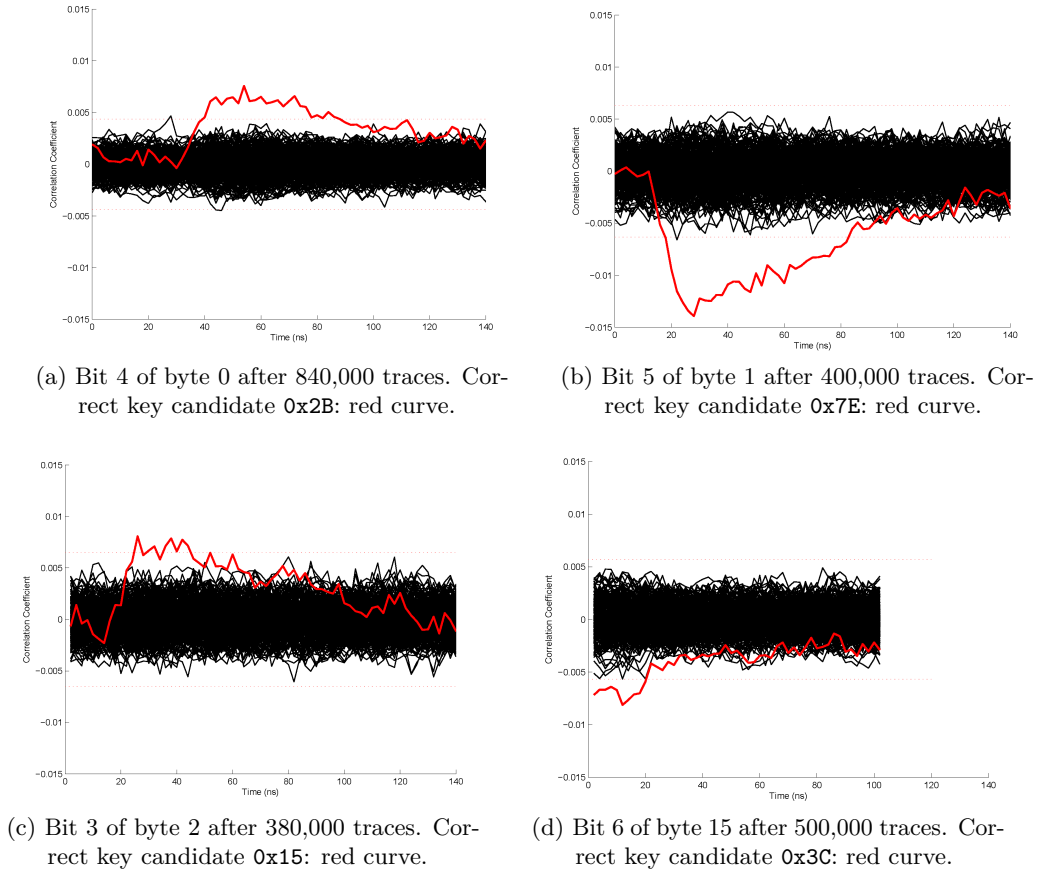 0.015
0.01
0.005
0
−0.005
−0.01
−0.015
Correlation Coefficient
0 20 40 60 80 100 120 140
Time (ns)
(a) Bit 4 of byte 0 after 840,000 traces. Cor-
rect key candidate 0x2B: red curve.
0.015
0.01
0.005
0
−0.005
−0.01
−0.015
Correlation Coefficient
0 20 40 60 80 100 120 140
Time (ns)
(b) Bit 5 of byte 1 after 400,000 traces. Cor-
rect key candidate 0x7E: red curve.
0.015
0.01
0.005
0
−0.005
−0.01
−0.015
Correlation Coefficient
0 20 40 60 80 100 120 140
Time (ns)
(c) Bit 3 of byte 2 after 380,000 traces. Cor-
rect key candidate 0x15: red curve.
0.015
0.01
0.005
0
−0.005
−0.01
−0.015
Correlation Coefficient
0 20 40 60 80 100 120 140
Time (ns)
(d) Bit 6 of byte 15 after 500,000 traces. Cor-
rect key candidate 0x3C: red curve.